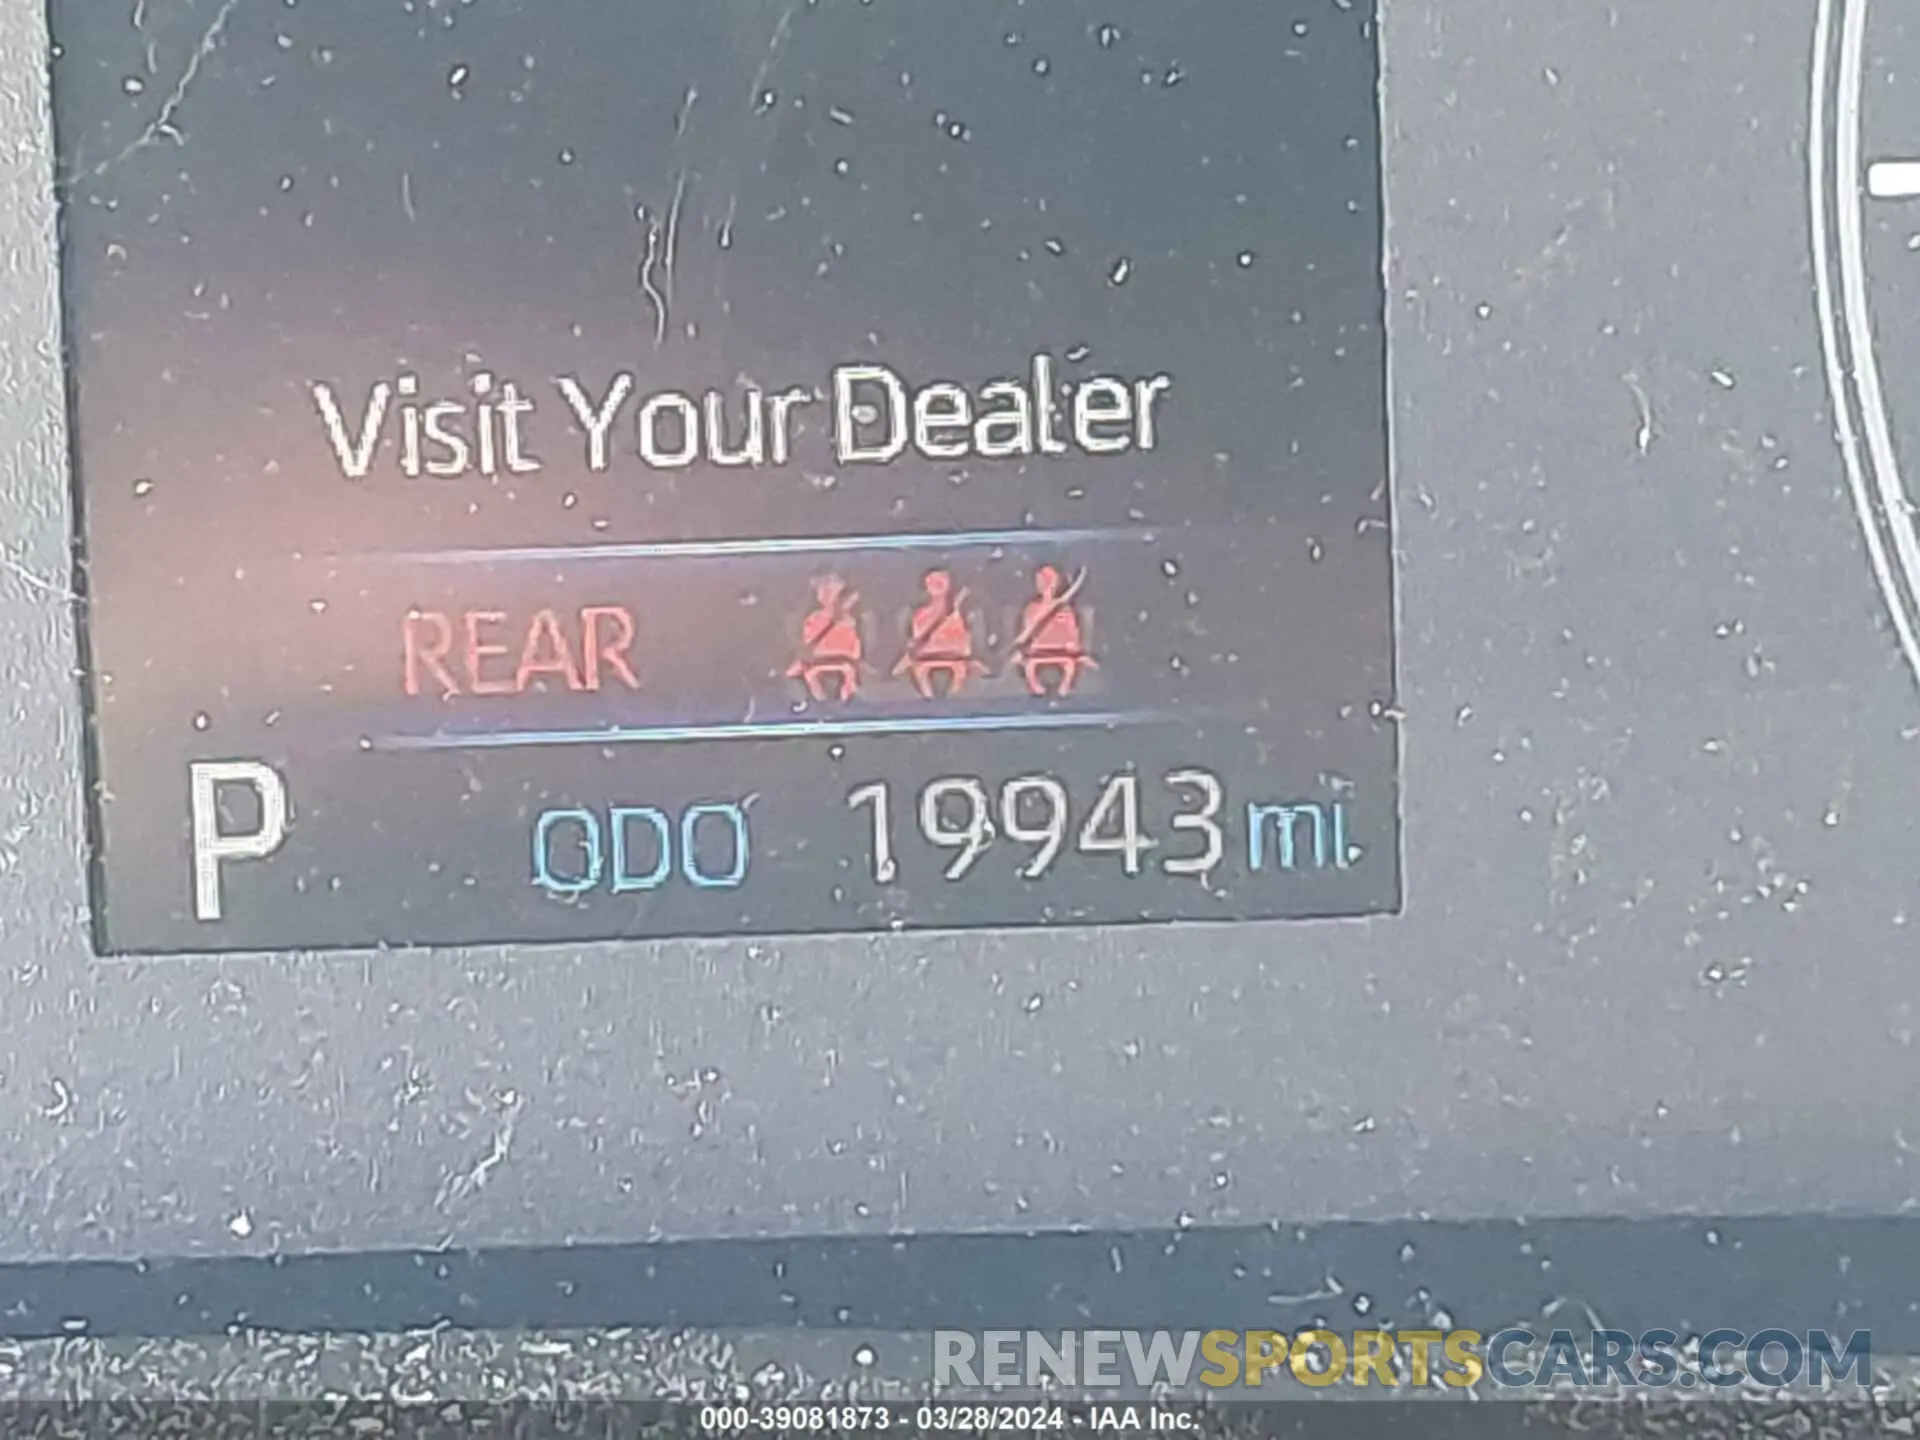 Visit Your Dealer
REAR
P ODO 19943 mi.
RENEWSPORTSCARS.COM
000-39081873 - 03/28/2024 - IAA Inc.